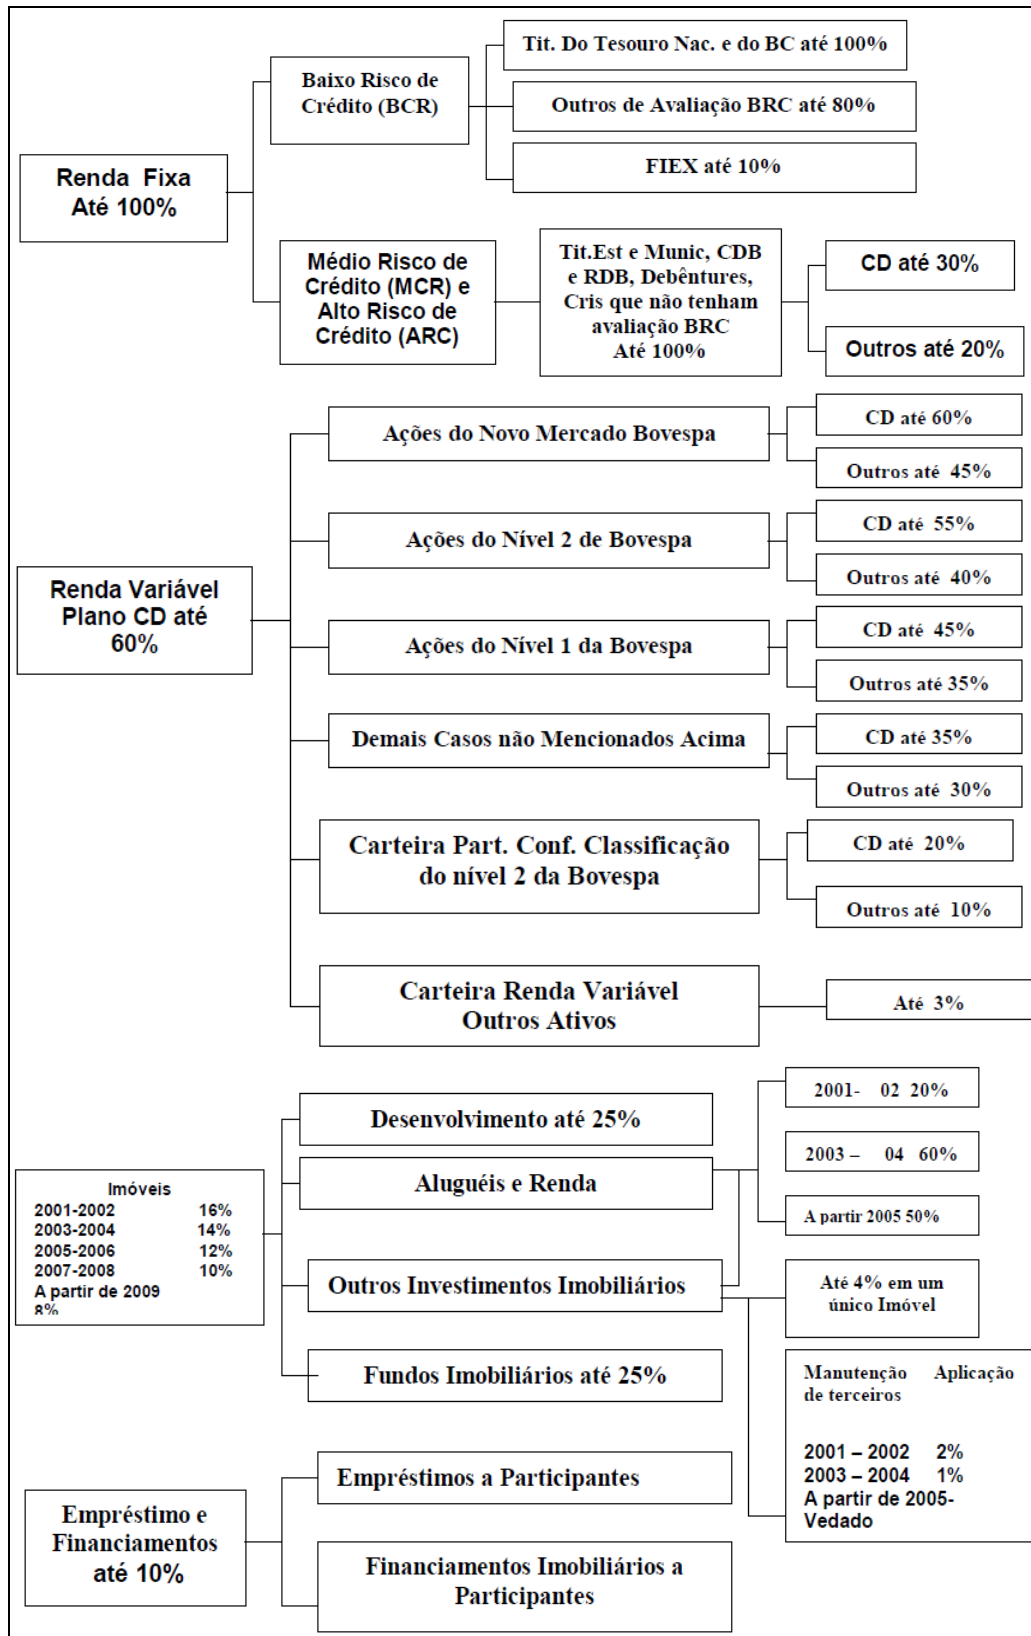 Tit. Do Tesouro Nac. e do BC até 100%
Baixo Risco de
Crédito (BCR)
Outros de Avaliação BRC até 80%
FIEX até 10%
Renda Fixa
Até 100%
Médio Risco de
Crédito (MCR) e
Alto Risco de
Crédito (ARC)
Tit.Est e Munic, CDB
e RDB, Debêntures,
Cris que não tenham
avaliação BRC
Até 100%
CD até 30%
Outros até 20%
Ações do Novo Mercado Bovespa
CD até 60%
Outros até 45%
Ações do Nível 2 de Bovespa
CD até 55%
Outros até 40%
Renda Variável
Plano CD até
60%
Ações do Nível 1 da Bovespa
CD até 45%
Outros até 35%
Demais Casos não Mencionados Acima
CD até 35%
Outros até 30%
Carteira Part. Conf. Classificação
do nível 2 da Bovespa
CD até 20%
Outros até 10%
Carteira Renda Variável
Outros Ativos
Até 3%
Imóveis
2001-2002 16%
2003-2004 14%
2005-2006 12%
2007-2008 10%
A partir de 2009
8%
Desenvolvimento até 25%
Aluguéis e Renda
2001- 02 20%
2003 – 04 60%
A partir 2005 50%
Outros Investimentos Imobiliários
Até 4% em um
único Imóvel
Fundos Imobiliários até 25%
Manutenção Aplicação
de terceiros
2001 – 2002 2%
2003 – 2004 1%
A partir de 2005-
Vedado
Empréstimo e
Financiamentos
até 10%
Empréstimos a Participantes
Financiamentos Imobiliários a
Participantes